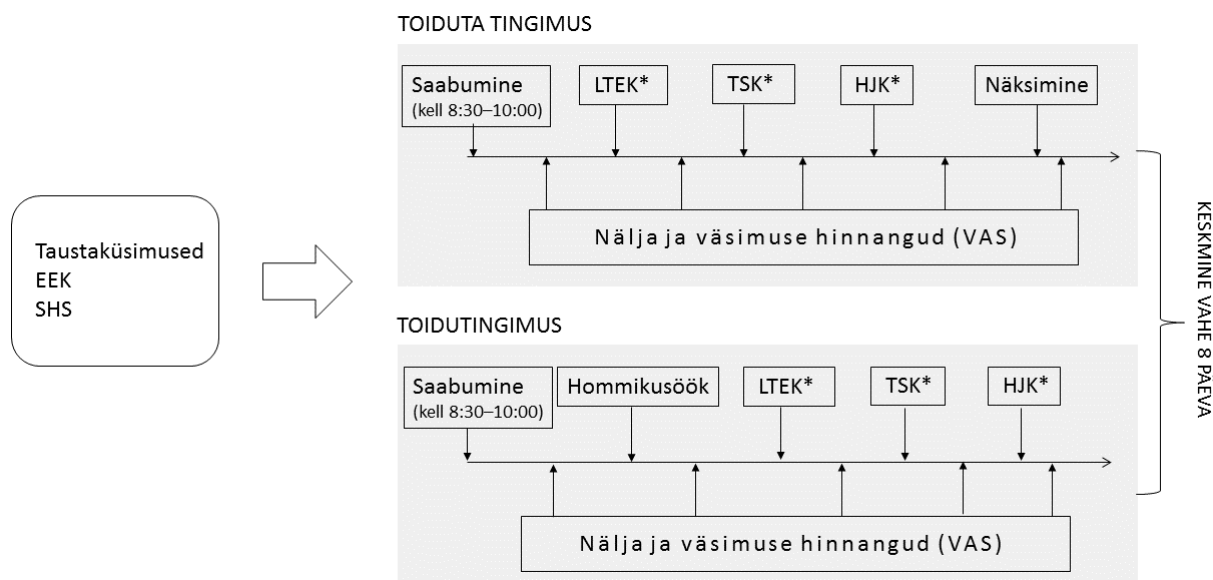 TOIDUTA TINGIMUS
Saabumine
(kell 8:30–10:00)
LTEK*
TSK*
HJK*
Näksimine
Nälja ja väsimuse hinnangud (VAS)
Taustaküsimused
EEK
SHS
TOIDUTINGIMUS
Saabumine
(kell 8:30–10:00)
Hommikusöök
LTEK*
TSK*
HJK*
Nälja ja väsimuse hinnangud (VAS)
KESKMINE VAHE 8 PÄEVA